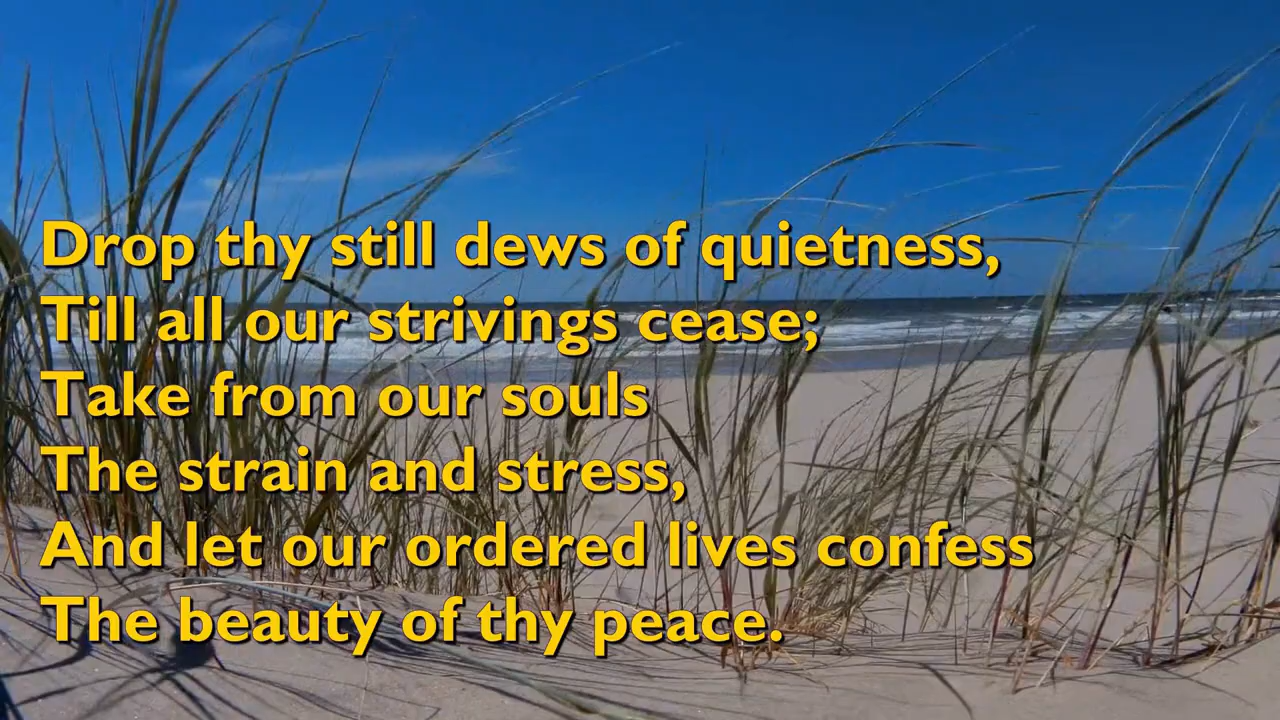 Drop thy still dews of quietness,
Till all our strivings cease;
Take from our souls
The strain and stress,
And let our ordered lives confess
The beauty of thy peace.